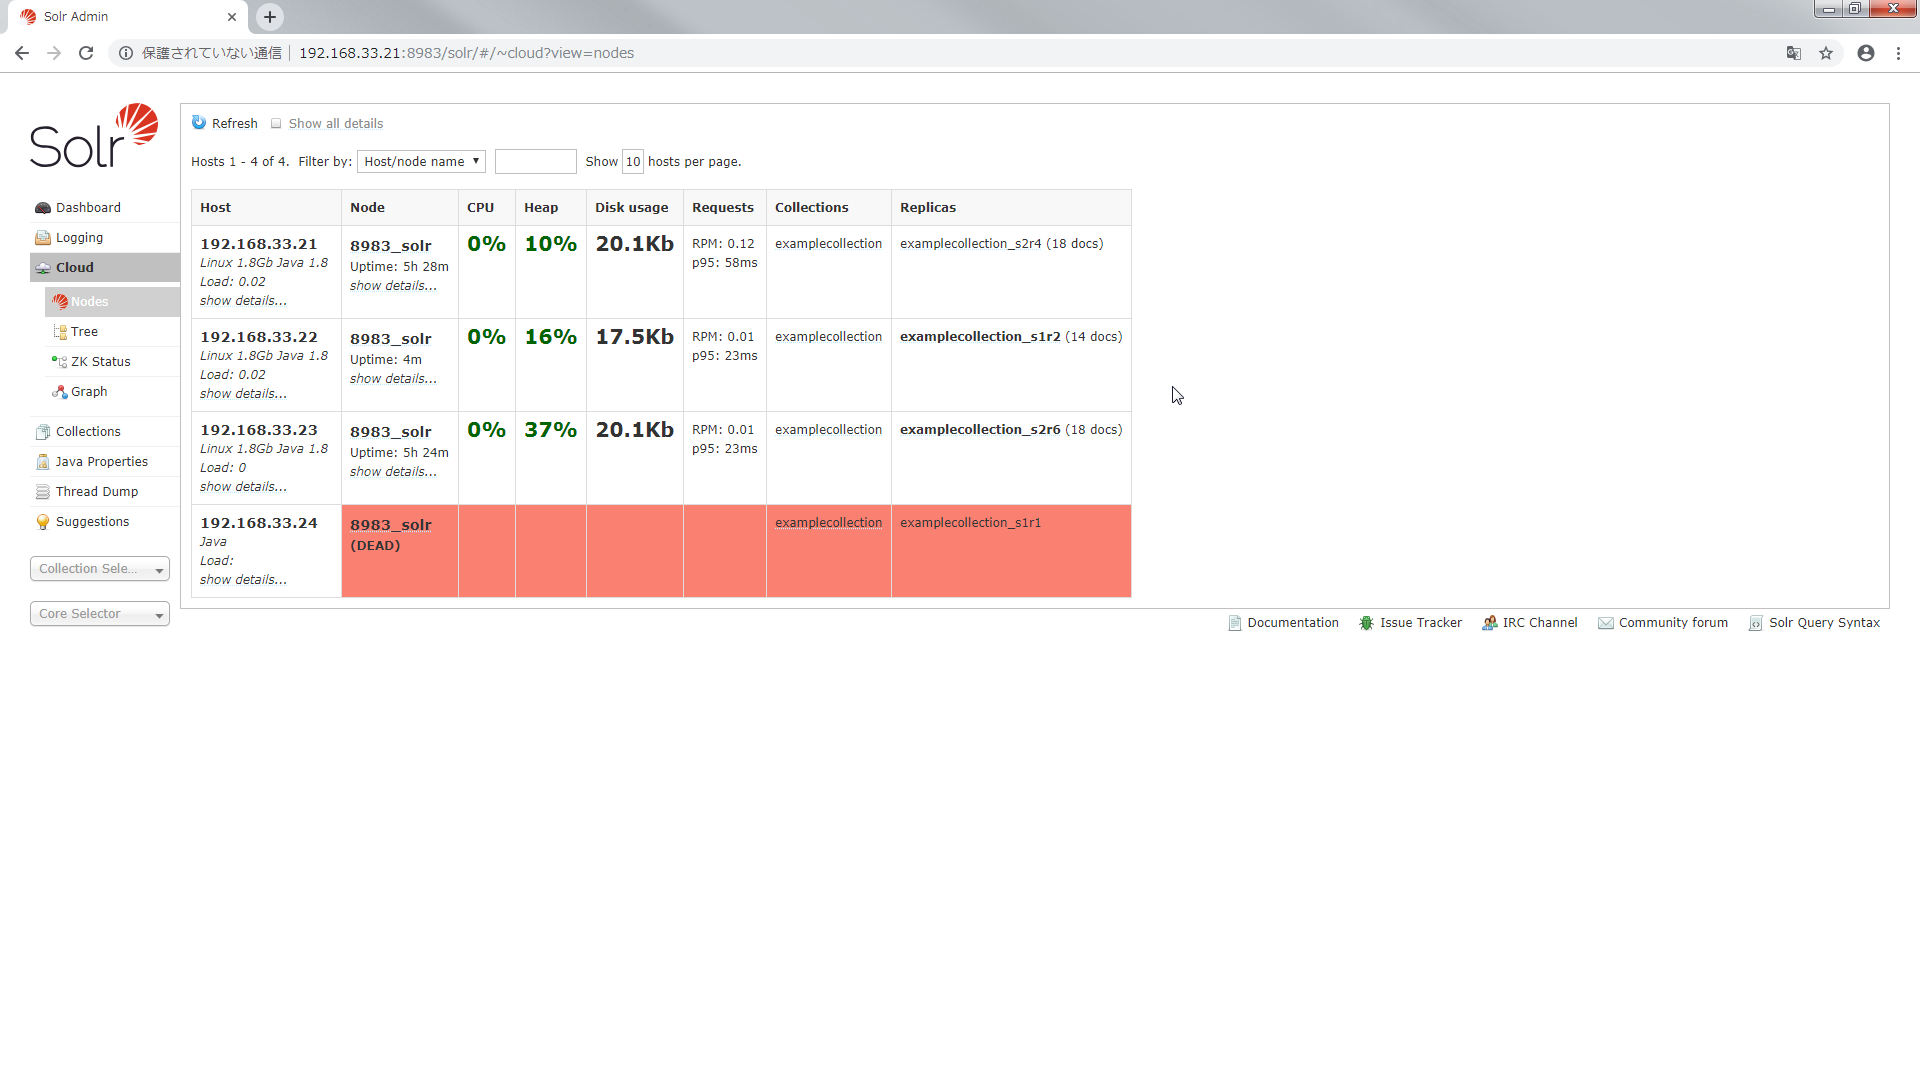 Solr Admin
保護されていない通信 192.168.33.21:8983/solr/#/~cloud?view=nodes
Solr
Dashboard
Logging
Cloud
Nodes
Tree
ZK Status
Graph
Collections
Java Properties
Thread Dump
Suggestions
Collection Sele...
Core Selector
Refresh Show all details
Hosts 1 - 4 of 4. Filter by: Host/node name Show 10 hosts per page.
Host Node CPU Heap Disk usage Requests Collections Replicas
192.168.33.21 8983_solr 0% 10% 20.1Kb RPM: 0.12 examplecollection examplecollection_s2r4 (18 docs)
Linux 1.8Gb Java 1.8 Uptime: 5h 28m p95: 58ms
Load: 0.02 show details...
show details...
192.168.33.22 8983_solr 0% 16% 17.5Kb RPM: 0.01 examplecollection examplecollection_s1r2 (14 docs)
Linux 1.8Gb Java 1.8 Uptime: 4m p95: 23ms
Load: 0.02 show details...
show details...
192.168.33.23 8983_solr 0% 37% 20.1Kb RPM: 0.01 examplecollection examplecollection_s2r6 (18 docs)
Linux 1.8Gb Java 1.8 Uptime: 5h 24m p95: 23ms
Load: 0 show details...
show details...
192.168.33.24 8983_solr examplecollection examplecollection_s1r1
Java (DEAD)
Load:
show details...
Documentation Issue Tracker IRC Channel Community forum Solr Query Syntax